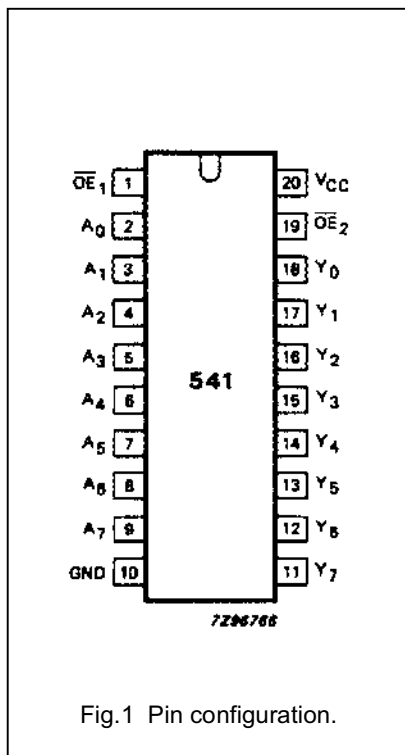 OE1 1 20 VCC
A0 2 19 OE2
A1 3 18 Y0
A2 4 17 Y1
A3 5 16 Y2
A4 6 541 15 Y3
A5 7 14 Y4
A6 8 13 Y5
A7 9 12 Y6
GND 10 11 Y7
7Z96766
Fig.1 Pin configuration.